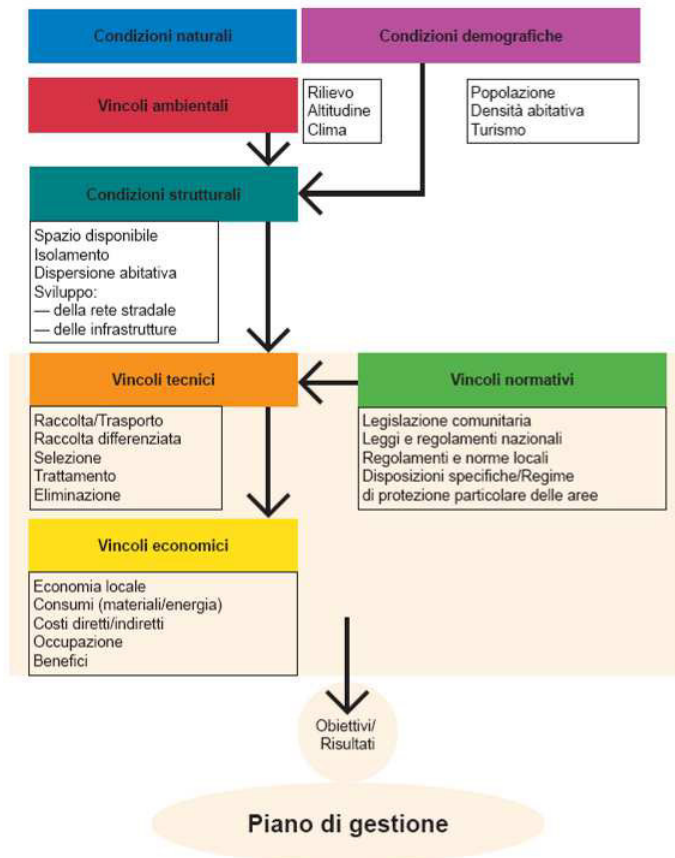 Condizioni naturali
Condizioni demografiche
Vincoli ambientali
Rilievo
Altitudine
Clima
Popolazione
Densità abitativa
Turismo
Condizioni strutturali
Spazio disponibile
Isolamento
Dispersione abitativa
Sviluppo:
— della rete stradale
— delle infrastrutture
Vincoli tecnici
Vincoli normativi
Raccolta/Trasporto
Raccolta differenziata
Selezione
Trattamento
Eliminazione
Legislazione comunitaria
Leggi e regolamenti nazionali
Regolamenti e norme locali
Disposizioni specifiche/Regime
di protezione particolare delle aree
Vincoli economici
Economia locale
Consumi (materiali/energia)
Costi diretti/indiretti
Occupazione
Benefici
Obiettivi/
Risultati
Piano di gestione